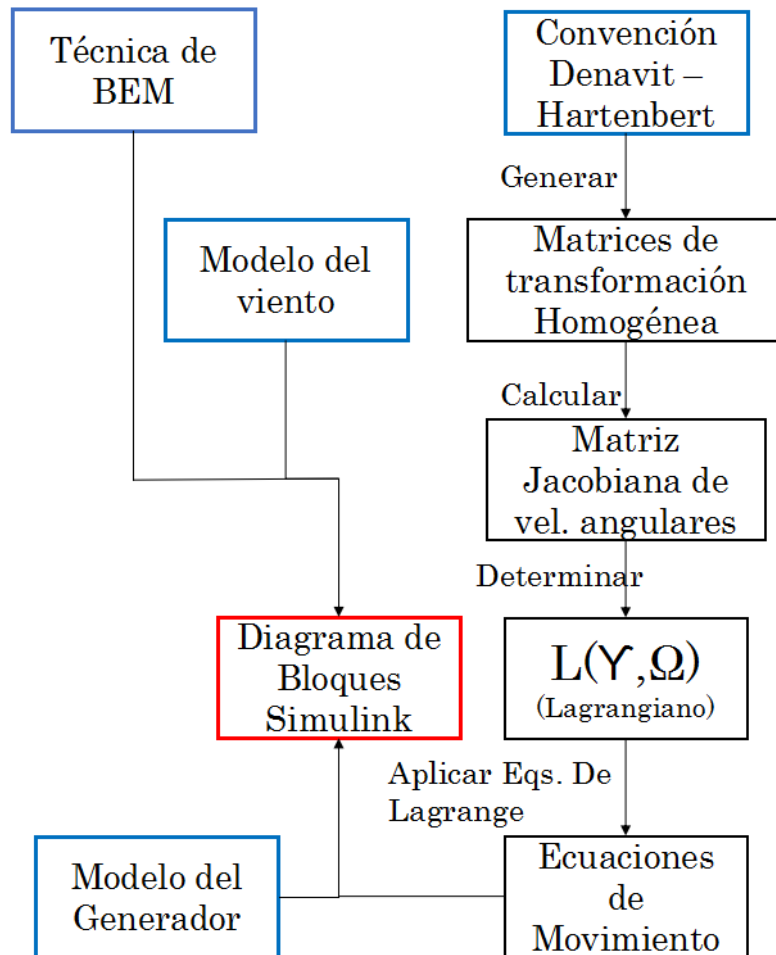 Técnica de
BEM
Convención
Denavit –
Hartenbert
Generar
Modelo del
viento
Matrices de
transformación
Homogénea
Calcular
Matriz
Jacobiana de
vel. angulares
Determinar
Diagrama de
Bloques
Simulink
L(ϒ,Ω)
(Lagrangiano)
Aplicar Eqs. De
Lagrange
Modelo del
Generador
Ecuaciones
de
Movimiento